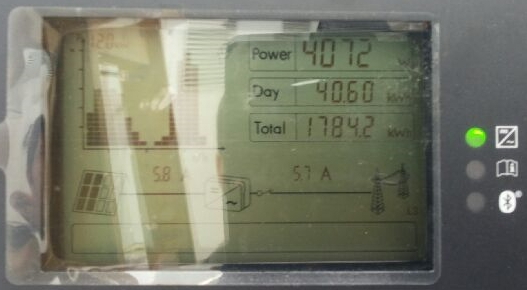 Power 4072 W
Day 40.60 kWh
Total 1784.2 kWh
5.8 A 5.7 A